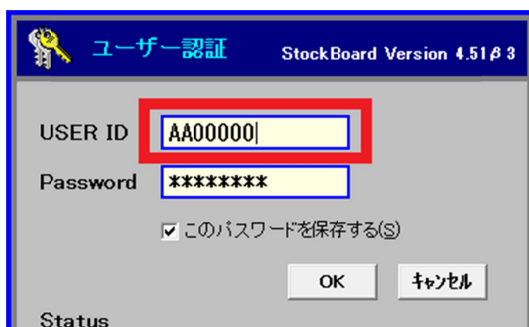 ユーザー認証 StockBoard Version 4.51β3
USER ID AA00000
Password ********
このパスワードを保存する(S)
OK ｷｬﾝｾﾙ
Status